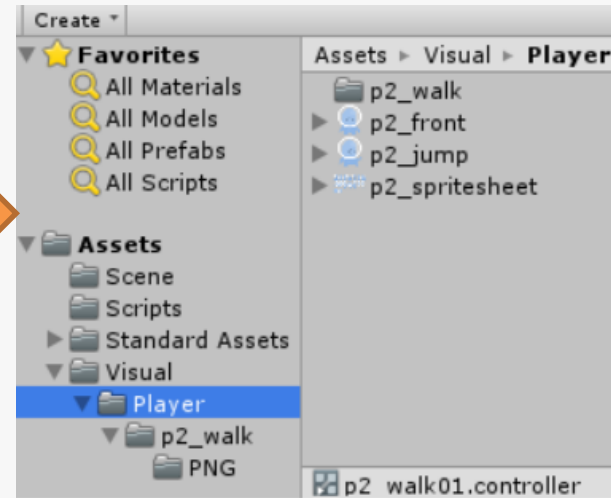 Create
Favorites
All Materials
All Models
All Prefabs
All Scripts
Assets
Scene
Scripts
Standard Assets
Visual
Player
p2_walk
PNG
Assets ▸ Visual ▸ Player
p2_walk
p2_front
p2_jump
p2_spritesheet
p2_walk01.controller